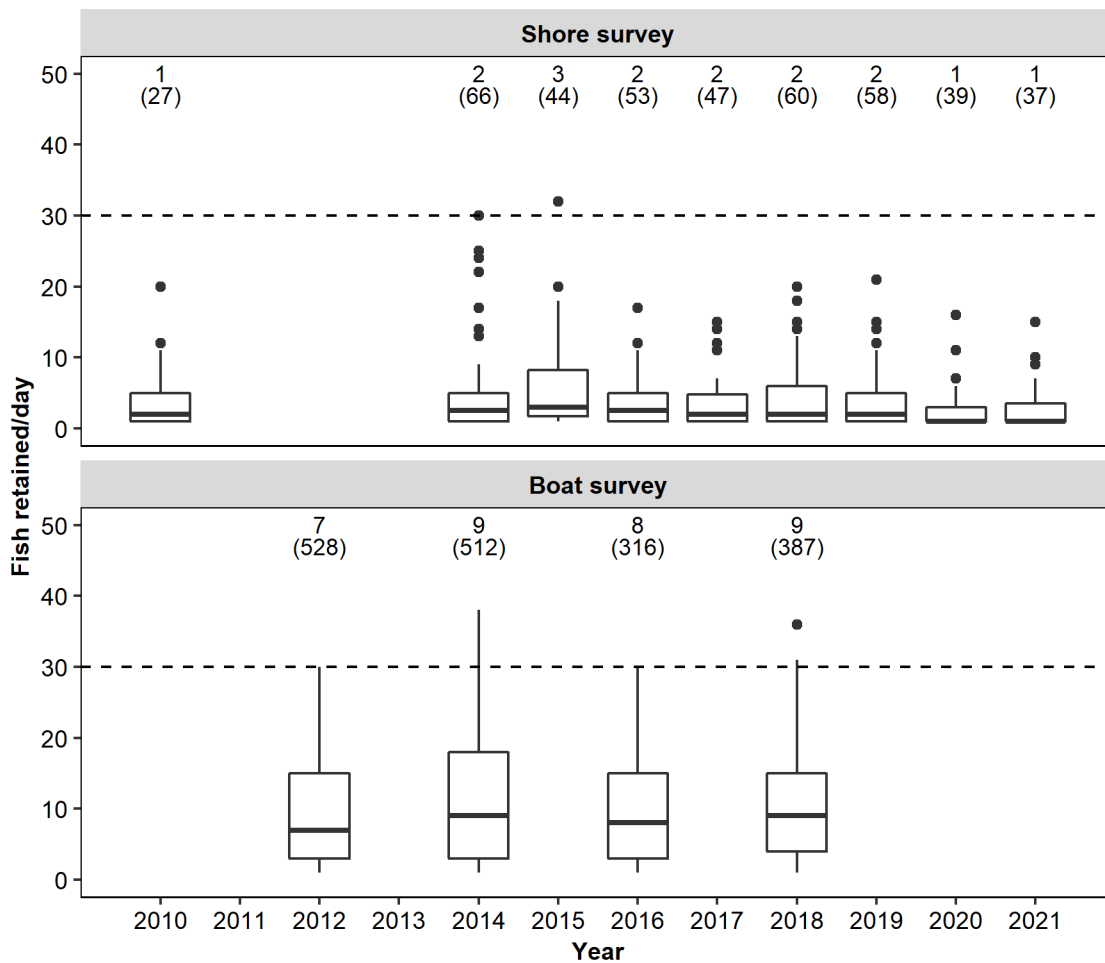 Shore survey
1 2 3 2 2 2 2 1 1
(27) (66) (44) (53) (47) (60) (58) (39) (37)
50
40
30
20
10
0
Fish retained/day
Boat survey
7 9 8 9
(528) (512) (316) (387)
50
40
30
20
10
0
2010 2011 2012 2013 2014 2015 2016 2017 2018 2019 2020 2021
Year